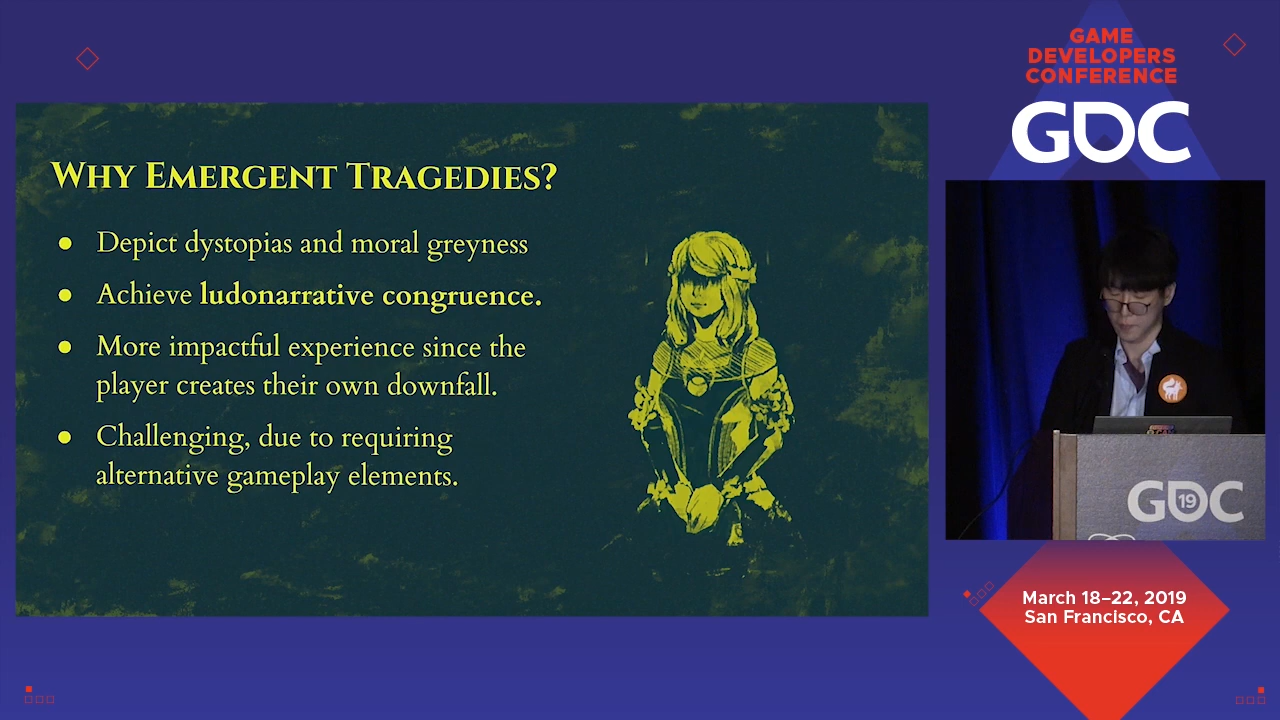 GAME
DEVELOPERS
CONFERENCE
GDC
WHY EMERGENT TRAGEDIES?
● Depict dystopias and moral greyness
● Achieve ludonarrative congruence.
● More impactful experience since the
player creates their own downfall.
● Challenging, due to requiring
alternative gameplay elements.
GDC 19
March 18–22, 2019
San Francisco, CA